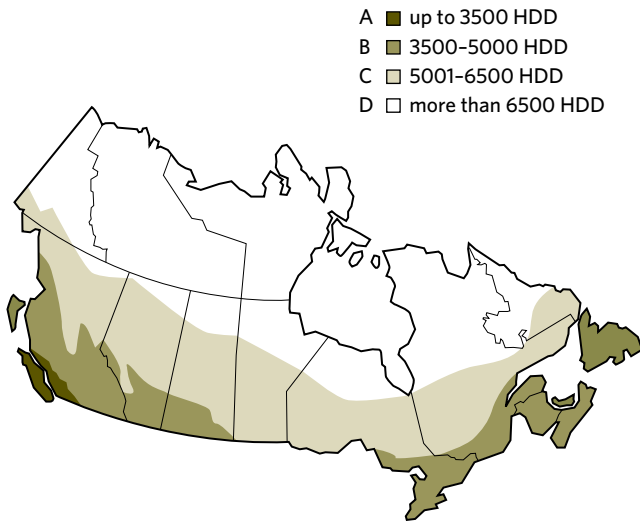 A up to 3500 HDD
B 3500–5000 HDD
C 5001–6500 HDD
D more than 6500 HDD